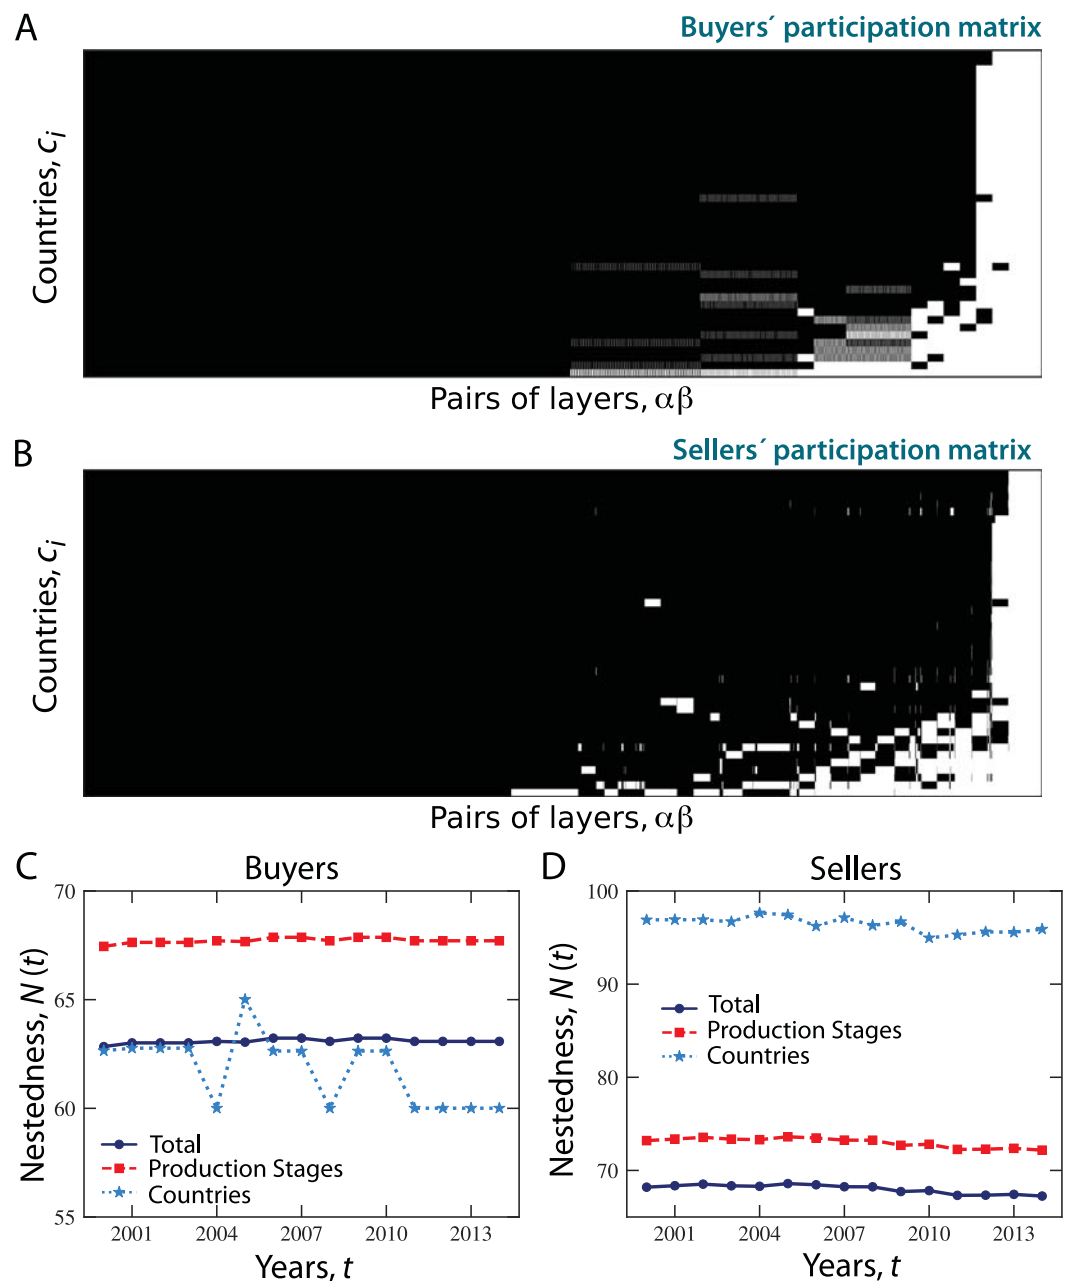 A
Buyers´ participation matrix
Countries, cᵢ
Pairs of layers, αβ
B
Sellers´ participation matrix
Countries, cᵢ
Pairs of layers, αβ
C
Buyers
70
65
60
55
Nestedness, N (t)
Total
Production Stages
Countries
2001 2004 2007 2010 2013
Years, t
D
Sellers
100
90
80
70
Nestedness, N (t)
Total
Production Stages
Countries
2001 2004 2007 2010 2013
Years, t